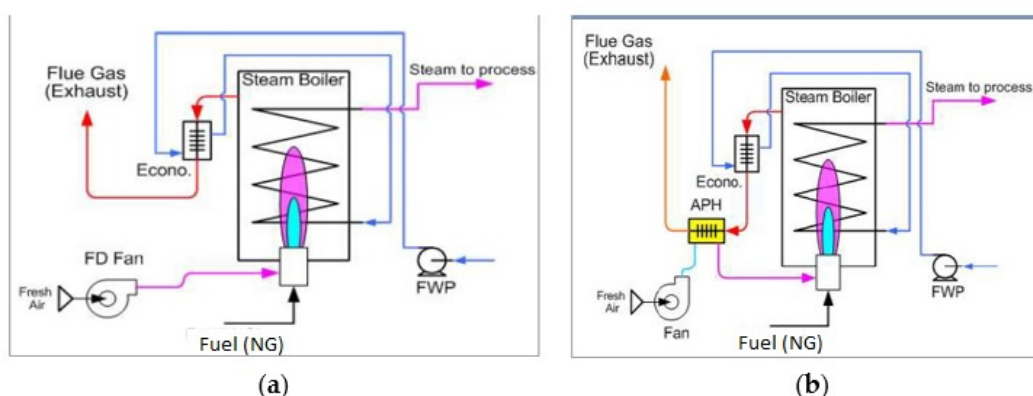 Flue Gas
(Exhaust)
Steam Boiler
Steam to process
Econo.
FD Fan
Fresh
Air
FWP
Fuel (NG)
(a)
Flue Gas
(Exhaust)
Steam Boiler
Steam to process
Econo.
APH
Fresh
Air
Fan
FWP
Fuel (NG)
(b)